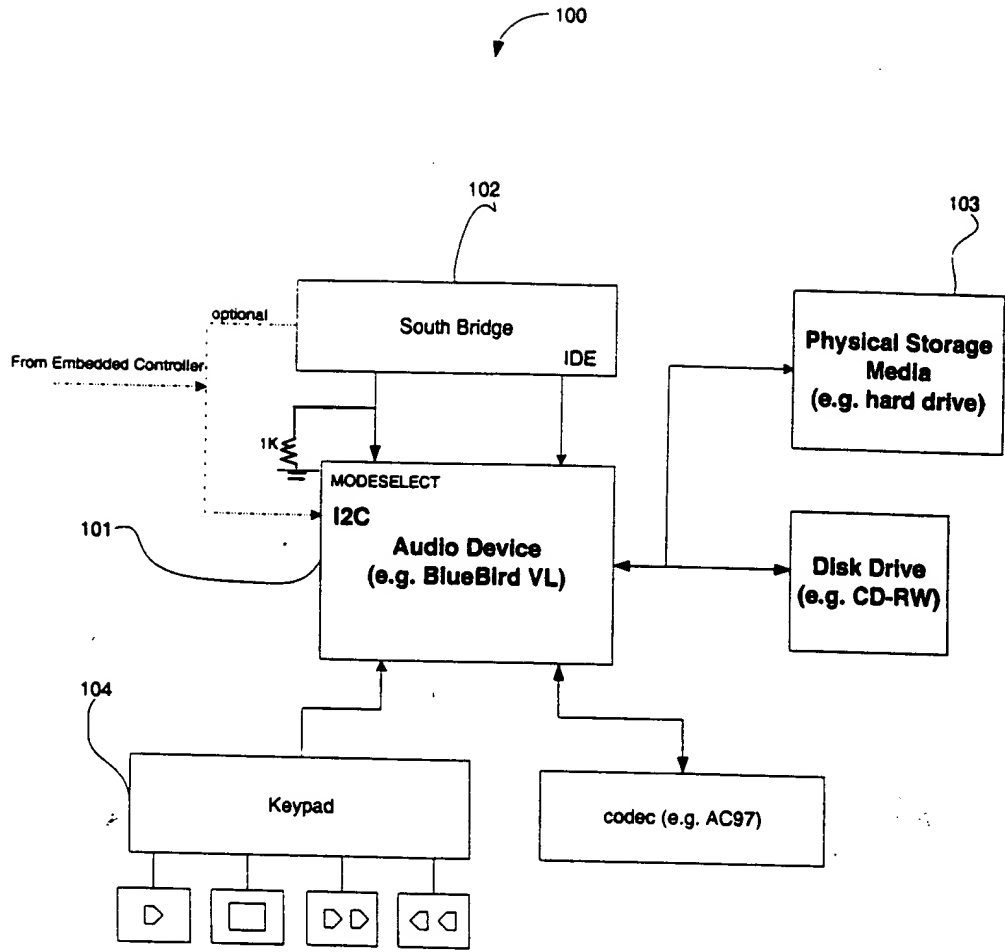 100
102
103
optional
South Bridge
IDE
From Embedded Controller
Physical Storage
Media
(e.g. hard drive)
1K
MODESELECT
I2C
101
Audio Device
(e.g. BlueBird VL)
Disk Drive
(e.g. CD-RW)
104
Keypad
codec (e.g. AC97)